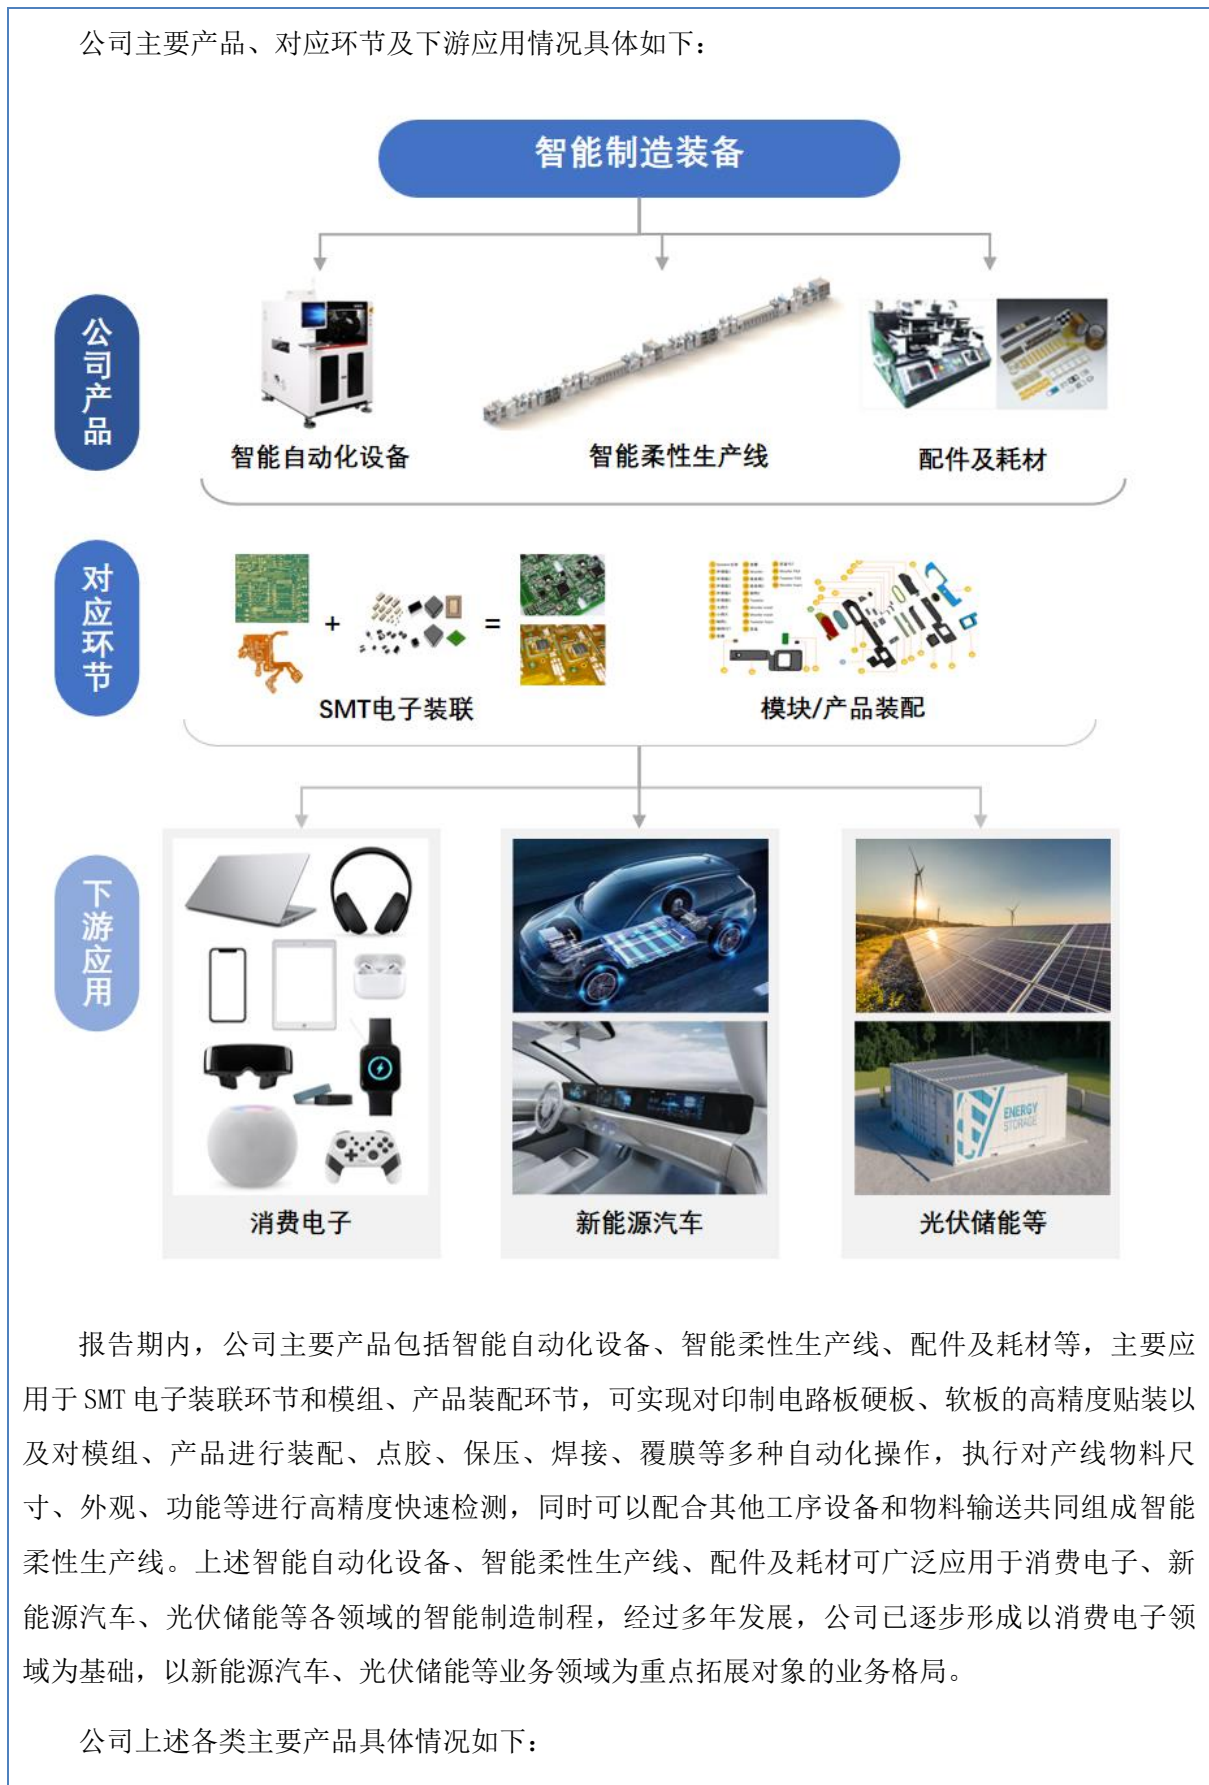 公司主要产品、对应环节及下游应用情况具体如下：
智能制造装备
公司产品
智能自动化设备
智能柔性生产线
配件及耗材
对应环节
+
=
SMT电子装联
模块/产品装配
下游应用
ENERGY
STORAGE
消费电子
新能源汽车
光伏储能等
报告期内，公司主要产品包括智能自动化设备、智能柔性生产线、配件及耗材等，主要应
用于 SMT 电子装联环节和模组、产品装配环节，可实现对印制电路板硬板、软板的高精度贴装以
及对模组、产品进行装配、点胶、保压、焊接、覆膜等多种自动化操作，执行对产线物料尺
寸、外观、功能等进行高精度快速检测，同时可以配合其他工序设备和物料输送共同组成智能
柔性生产线。上述智能自动化设备、智能柔性生产线、配件及耗材可广泛应用于消费电子、新
能源汽车、光伏储能等各领域的智能制造制程，经过多年发展，公司已逐步形成以消费电子领
域为基础，以新能源汽车、光伏储能等业务领域为重点拓展对象的业务格局。
公司上述各类主要产品具体情况如下：